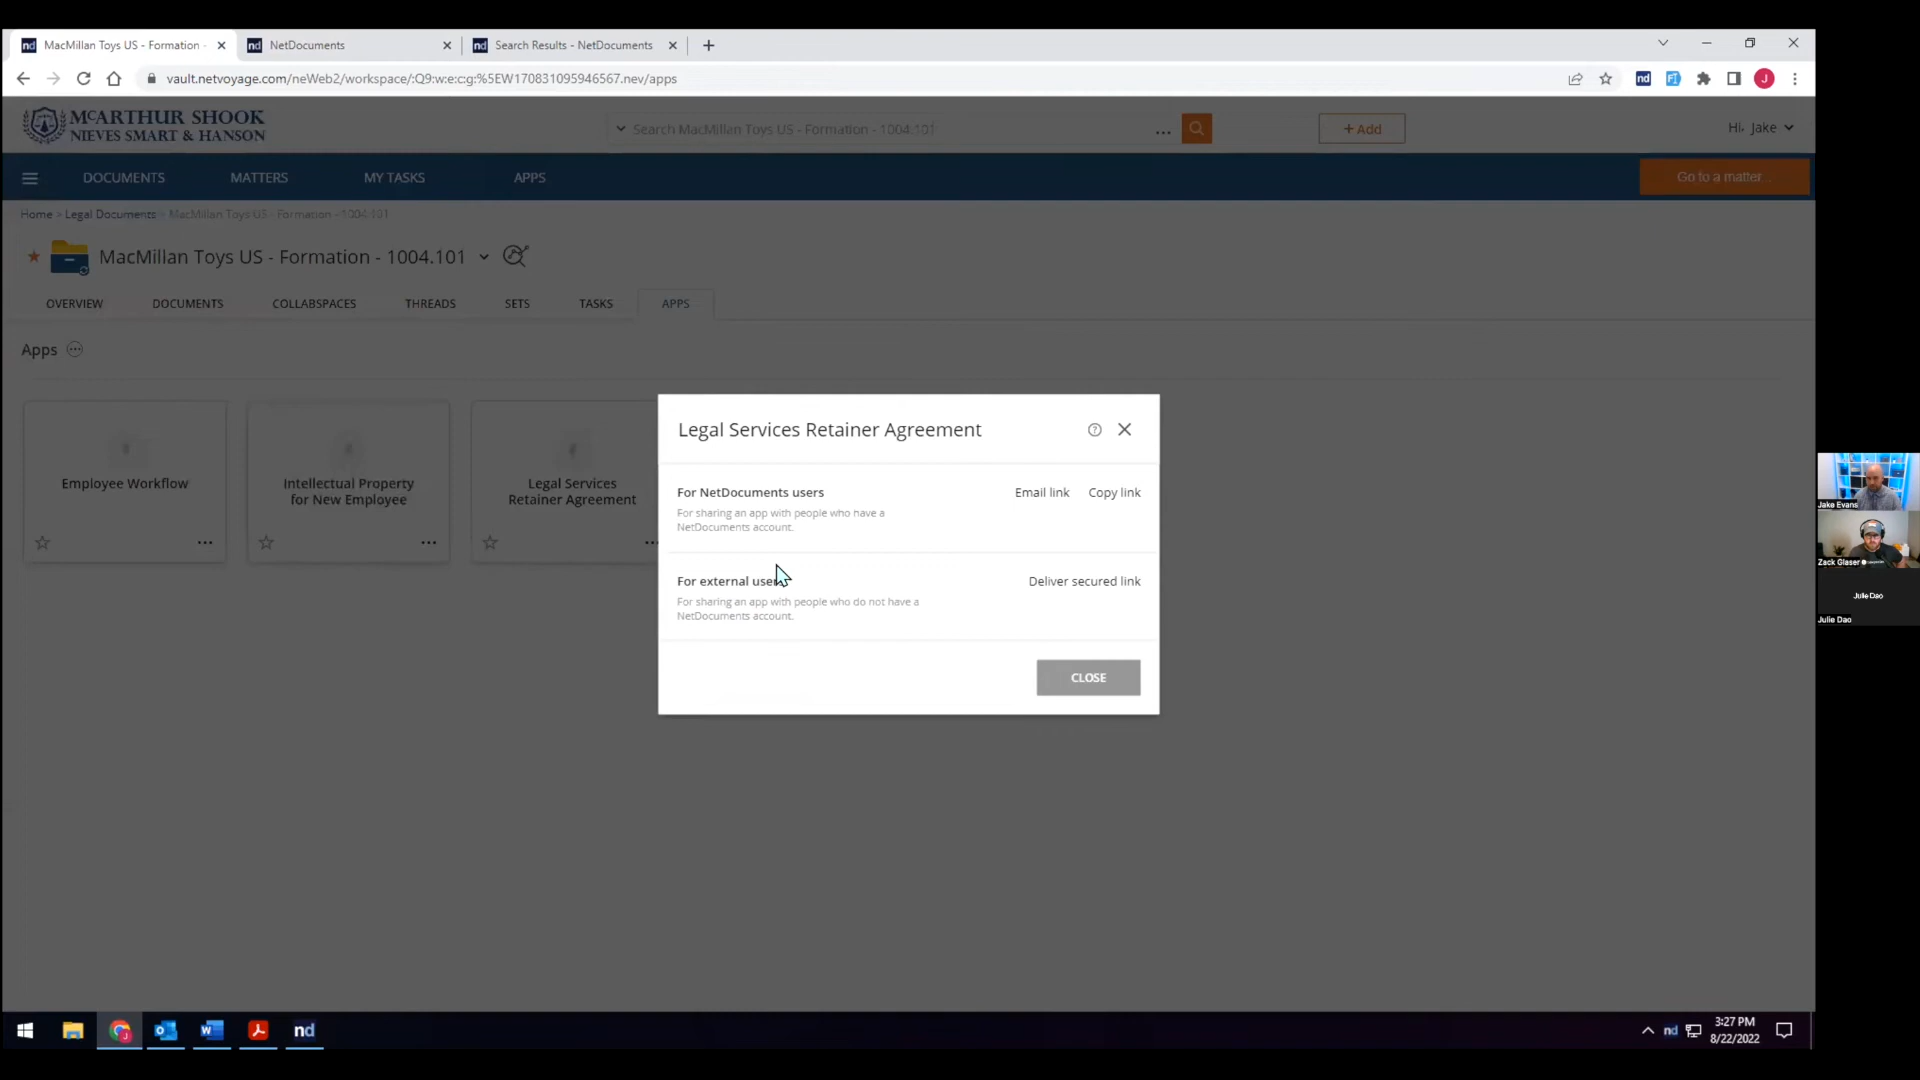 MacMillan Toys US - Formation -
NetDocuments
Search Results - NetDocuments
vault.netvoyage.com/neWeb2/workspace/:Q9:w:e:c:g:%5EW170831095946567.nev/apps
MCARTHUR SHOOK
NIEVES SMART & HANSON
Search MacMillan Toys US - Formation - 1004.101
+ Add
Hi, Jake
DOCUMENTS
MATTERS
MY TASKS
APPS
Go to a matter...
Home > Legal Documents > MacMillan Toys US - Formation - 1004.101
MacMillan Toys US - Formation - 1004.101
OVERVIEW
DOCUMENTS
COLLABSPACES
THREADS
SETS
TASKS
APPS
Apps
Employee Workflow
Intellectual Property
for New Employee
Legal Services
Retainer Agreement
Legal Services Retainer Agreement
For NetDocuments users
Email link
Copy link
For sharing an app with people who have a
NetDocuments account.
For external users
Deliver secured link
For sharing an app with people who do not have a
NetDocuments account.
CLOSE
Jake Evans
Zack Glaser
Julie Dao
Julie Dao
3:27 PM
8/22/2022